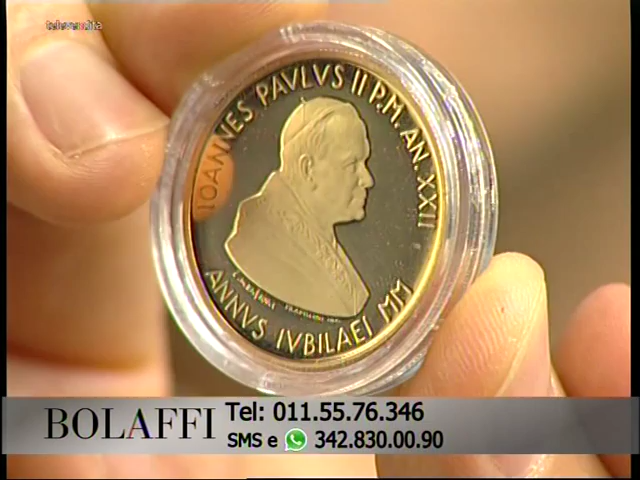 televendita
IOANNES PAVLVS II P.M. AN. XXII
ANNVS IVBILAEI MM
BOLAFFI
Tel: 011.55.76.346
SMS e 342.830.00.90